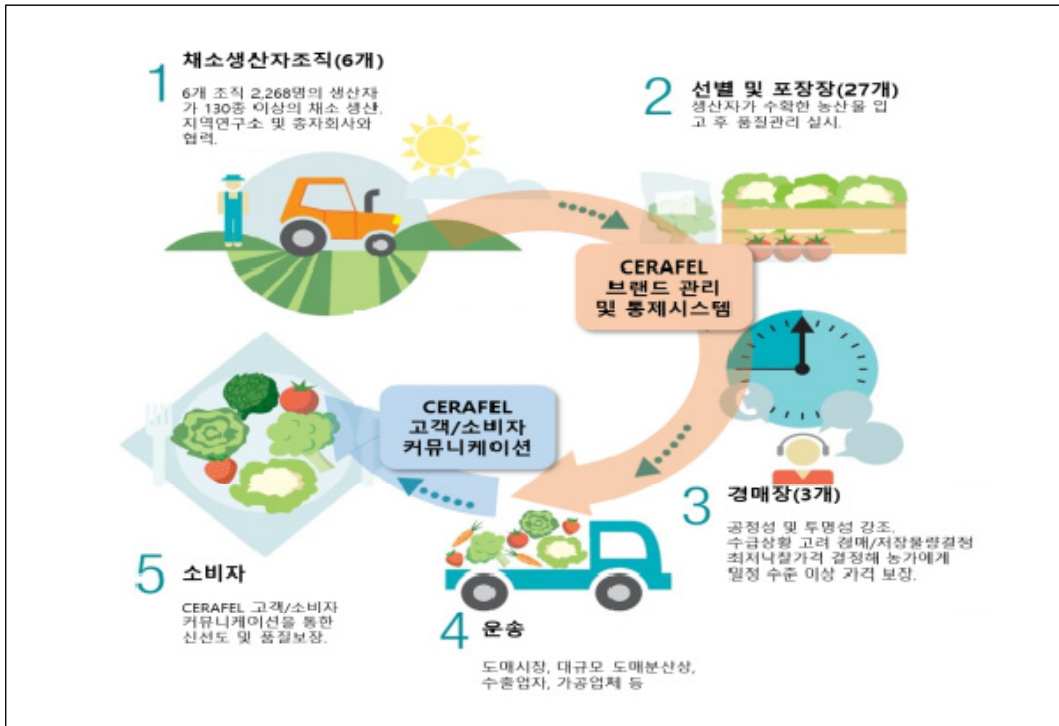 1 채소생산자조직(6개)
6개 조직 2,268명의 생산자
가 130종 이상의 채소 생산.
지역연구소 및 종자회사와
협력.
2 선별 및 포장장(27개)
생산자가 수확한 농산물 입
고 후 품질관리 실시.
CERAFEL
브랜드 관리
및 통제시스템
3 경매장(3개)
공정성 및 투명성 강조.
수급상황 고려 경매/저장물량결정
최저낙찰가격 결정해 농가에게
일정 수준 이상 가격 보장.
4 운송
도매시장, 대규모 도매분산상,
수출업자, 가공업체 등
CERAFEL
고객/소비자
커뮤니케이션
5 소비자
CERAFEL 고객/소비자
커뮤니케이션을 통한
신선도 및 품질보장.